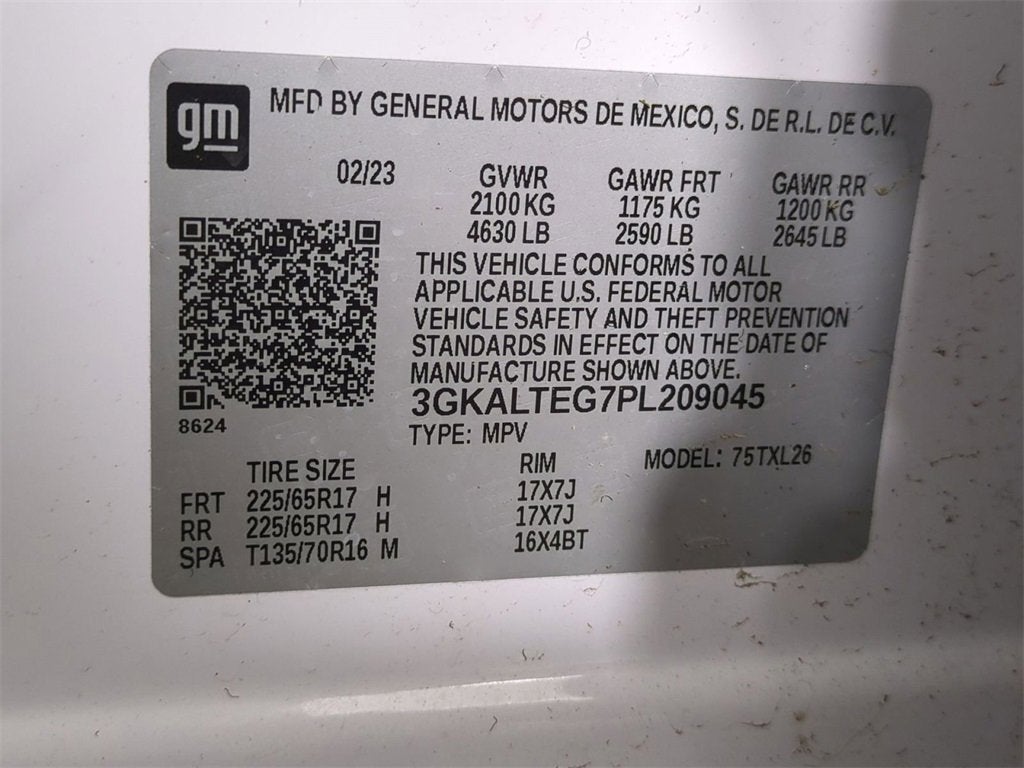 gm
MFD BY GENERAL MOTORS DE MEXICO, S. DE R.L. DE C.V.
02/23 GVWR GAWR FRT GAWR RR
2100 KG 1175 KG 1200 KG
4630 LB 2590 LB 2645 LB
THIS VEHICLE CONFORMS TO ALL
APPLICABLE U.S. FEDERAL MOTOR
VEHICLE SAFETY AND THEFT PREVENTION
STANDARDS IN EFFECT ON THE DATE OF
MANUFACTURE SHOWN ABOVE.
3GKALTEG7PL209045
8624
TYPE: MPV
TIRE SIZE RIM MODEL: 75TXL26
FRT 225/65R17 H 17X7J
RR 225/65R17 H 17X7J
SPA T135/70R16 M 16X4BT